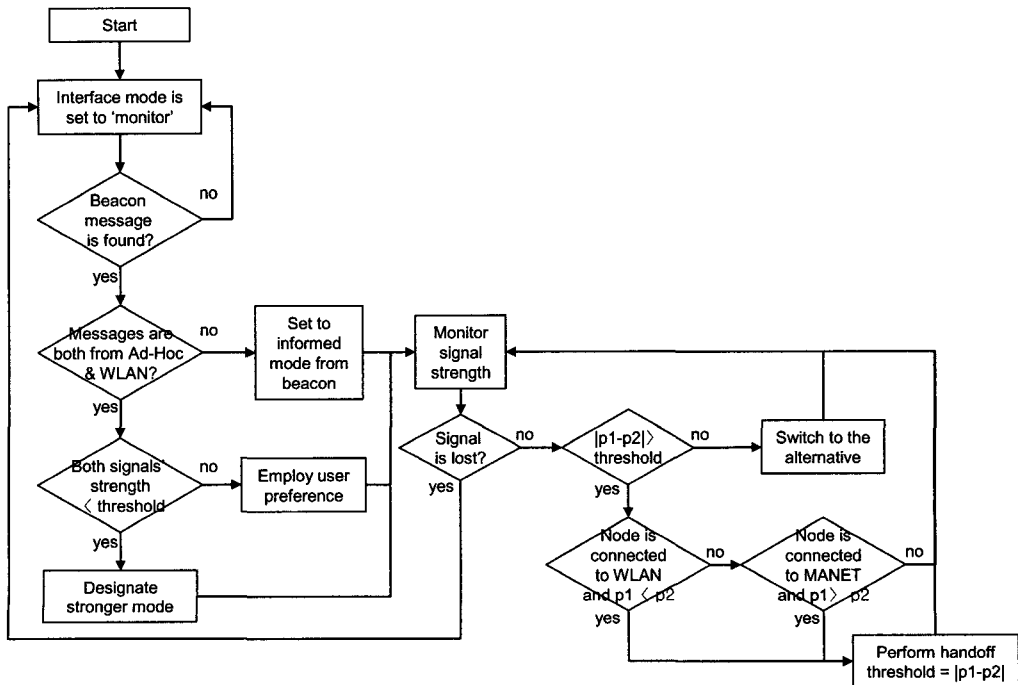 Start
Interface mode is
set to 'monitor'
Beacon
message
is found?
no
yes
Messages are
both from Ad-Hoc
& WLAN?
no
yes
Set to
informed
mode from
beacon
Both signals'
strength
< threshold
no
yes
Employ user
preference
Designate
stronger mode
Monitor
signal
strength
Signal
is lost?
no
yes
|p1-p2|>
threshold
no
yes
Switch to the
alternative
Node is
connected
to WLAN
and p1 < p2
no
yes
Node is
connected
to MANET
and p1> p2
no
yes
Perform handoff
threshold = |p1-p2|